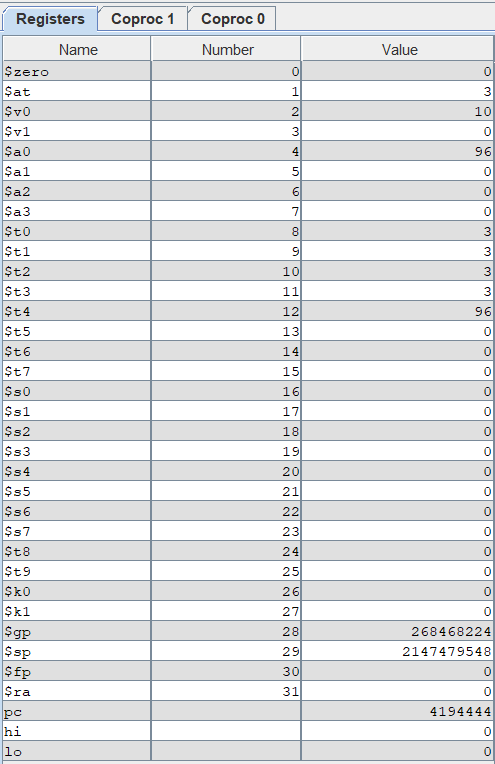 Registers Coproc 1 Coproc 0
Name Number Value
$zero 0 0
$at 1 3
$v0 2 10
$v1 3 0
$a0 4 96
$a1 5 0
$a2 6 0
$a3 7 0
$t0 8 3
$t1 9 3
$t2 10 3
$t3 11 3
$t4 12 96
$t5 13 0
$t6 14 0
$t7 15 0
$s0 16 0
$s1 17 0
$s2 18 0
$s3 19 0
$s4 20 0
$s5 21 0
$s6 22 0
$s7 23 0
$t8 24 0
$t9 25 0
$k0 26 0
$k1 27 0
$gp 28 268468224
$sp 29 2147479548
$fp 30 0
$ra 31 0
pc 4194444
hi 0
lo 0